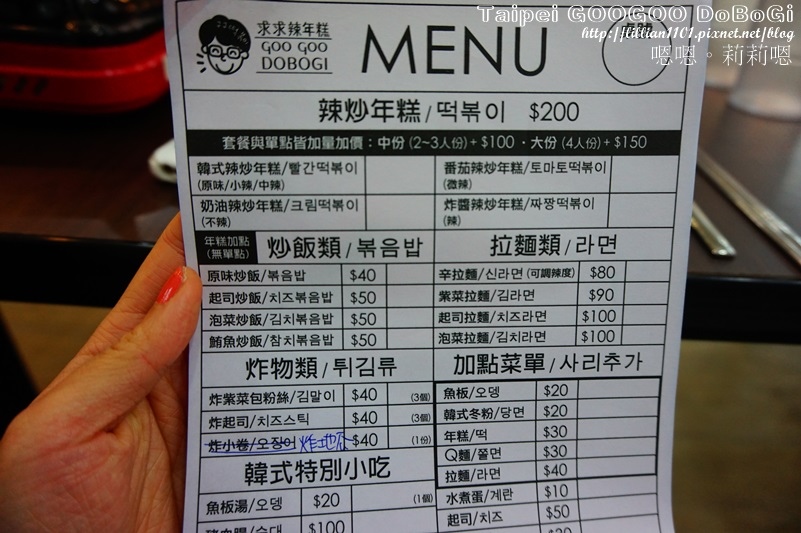 Taipei GOOGOO DoBoGi
http://lillian1101.pixnet.net/blog
嗯嗯。莉莉嗯
求求辣年糕
GOO GOO
DOBOGI
MENU
辣炒年糕/떡볶이 $200
套餐與單點皆加量加價：中份(2~3人份)+$100・大份(4人份)+$150
韓式辣炒年糕/빨간떡볶이
(原味/小辣/中辣)
番茄辣炒年糕/토마토떡볶이
(微辣)
奶油辣炒年糕/크림떡볶이
(不辣)
炸醬辣炒年糕/짜장떡볶이
(辣)
年糕加點
(無單點)
炒飯類/볶음밥
原味炒飯/볶음밥 $40
起司炒飯/치즈볶음밥 $50
泡菜炒飯/김치볶음밥 $50
鮪魚炒飯/참치볶음밥 $50
拉麵類/라면
辛拉麵/신라면(可調辣度) $80
紫菜拉麵/김라면 $90
起司拉麵/치즈라면 $100
泡菜拉麵/김치라면 $100
炸物類/튀김류
炸紫菜包粉絲/김말이 $40 (3個)
炸起司/치즈스틱 $40 (3個)
炸小卷/오징어 炸地瓜 $40 (1份)
加點菜單/사리추가
魚板/오뎅 $20
韓式冬粉/당면 $20
年糕/떡 $30
Q麵/쫄면 $30
拉麵/라면 $40
水煮蛋/계란 $10
起司/치즈 $50
韓式特別小吃
魚板湯/오뎅 $20 (1個)
$100